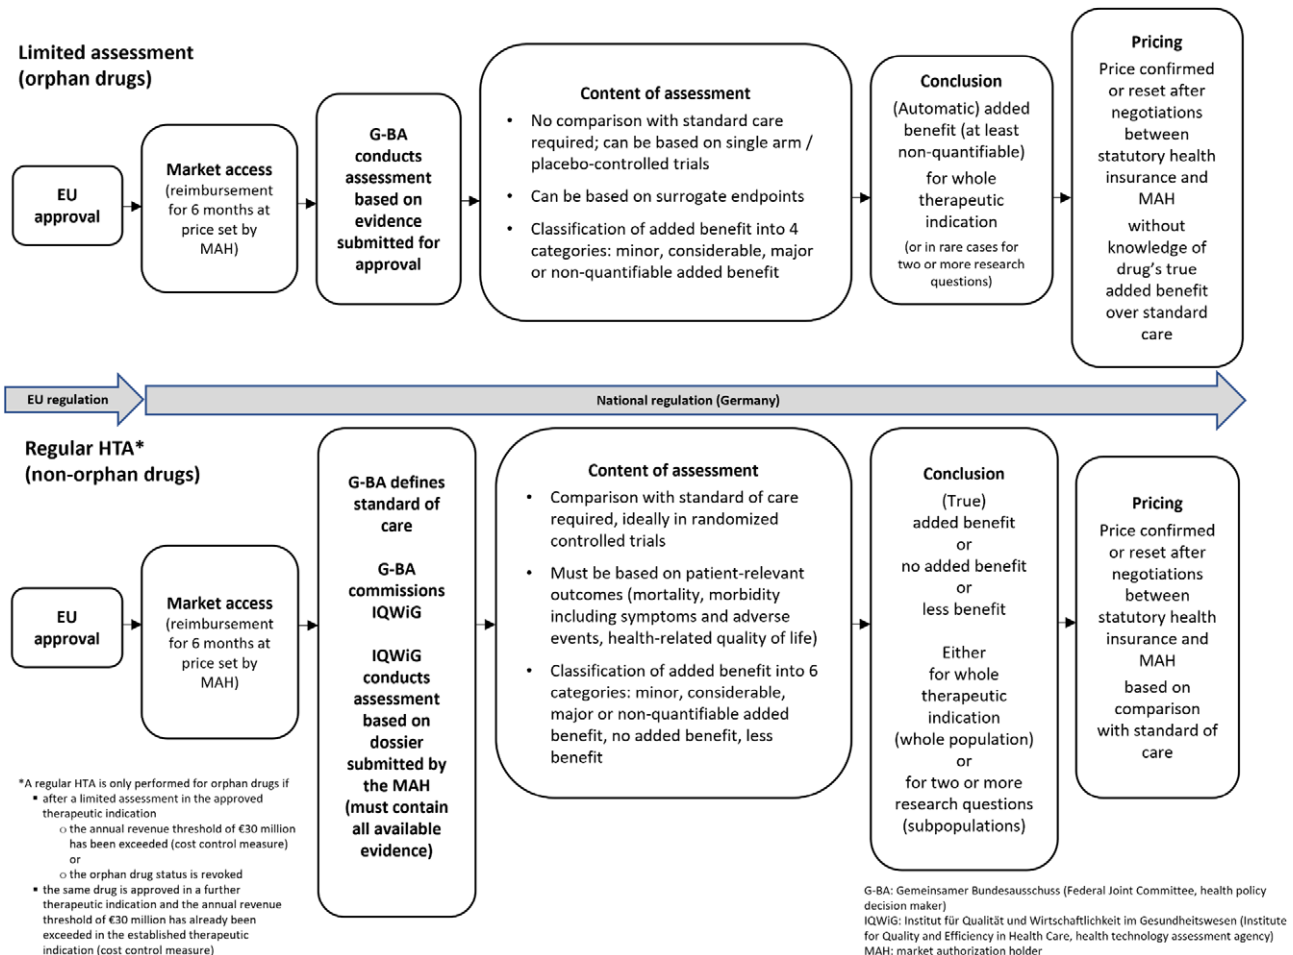 Limited assessment
(orphan drugs)
EU
approval
Market access
(reimbursement
for 6 months at
price set by
MAH)
G-BA
conducts
assessment
based on
evidence
submitted for
approval
Content of assessment
• No comparison with standard care
required; can be based on single arm /
placebo-controlled trials
• Can be based on surrogate endpoints
• Classification of added benefit into 4
categories: minor, considerable, major
or non-quantifiable added benefit
Conclusion
(Automatic) added
benefit (at least
non-quantifiable)
for whole
therapeutic
indication
(or in rare cases for
two or more research
questions)
Pricing
Price confirmed
or reset after
negotiations
between
statutory health
insurance and
MAH
without
knowledge of
drug's true
added benefit
over standard
care
EU regulation
National regulation (Germany)
Regular HTA*
(non-orphan drugs)
EU
approval
Market access
(reimbursement
for 6 months at
price set by
MAH)
G-BA defines
standard of
care
G-BA
commissions
IQWiG
IQWiG
conducts
assessment
based on
dossier
submitted by
the MAH
(must contain
all available
evidence)
Content of assessment
• Comparison with standard of care
required, ideally in randomized
controlled trials
• Must be based on patient-relevant
outcomes (mortality, morbidity
including symptoms and adverse
events, health-related quality of life)
• Classification of added benefit into 6
categories: minor, considerable,
major or non-quantifiable added
benefit, no added benefit, less
benefit
Conclusion
(True)
added benefit
or
no added benefit
or
less benefit
Either
for whole
therapeutic
indication
(whole population)
or
for two or more
research questions
(subpopulations)
Pricing
Price confirmed
or reset after
negotiations
between
statutory health
insurance and
MAH
based on
comparison
with standard of
care
*A regular HTA is only performed for orphan drugs if
▪ after a limited assessment in the approved
therapeutic indication
o the annual revenue threshold of €30 million
has been exceeded (cost control measure)
or
o the orphan drug status is revoked
▪ the same drug is approved in a further
therapeutic indication and the annual revenue
threshold of €30 million has already been
exceeded in the established therapeutic
indication (cost control measure)
G-BA: Gemeinsamer Bundesausschuss (Federal Joint Committee, health policy
decision maker)
IQWiG: Institut für Qualität und Wirtschaftlichkeit im Gesundheitswesen (Institute
for Quality and Efficiency in Health Care, health technology assessment agency)
MAH: market authorization holder